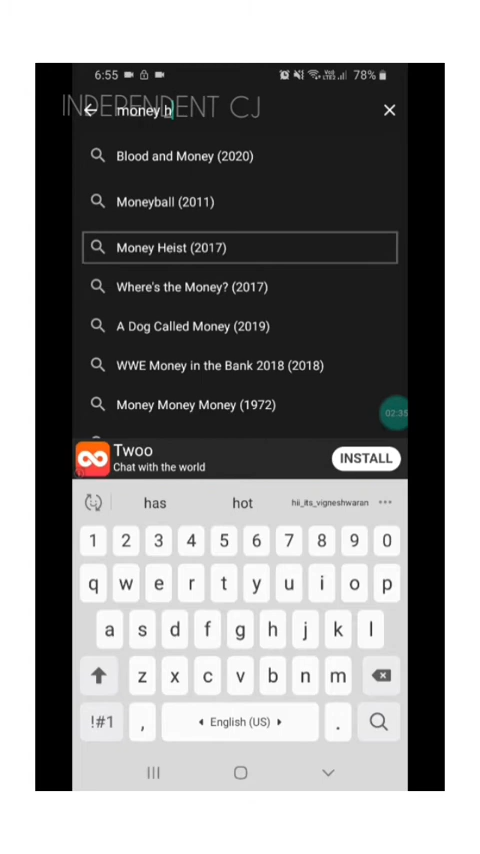 6:55 78%
INDEPENDENT CJ
money h
Blood and Money (2020)
Moneyball (2011)
Money Heist (2017)
Where's the Money? (2017)
A Dog Called Money (2019)
WWE Money in the Bank 2018 (2018)
Money Money Money (1972)
02:35
Twoo
Chat with the world
INSTALL
has hot hii_its_vigneshwaran
1 2 3 4 5 6 7 8 9 0
q w e r t y u i o p
a s d f g h j k l
z x c v b n m
!#1 , English (US) .